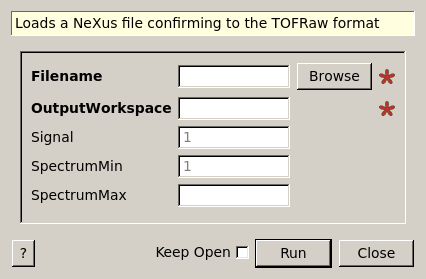 Loads a NeXus file confirming to the TOFRaw format
Filename Browse *
OutputWorkspace *
Signal 1
SpectrumMin 1
SpectrumMax
? Keep Open Run Close